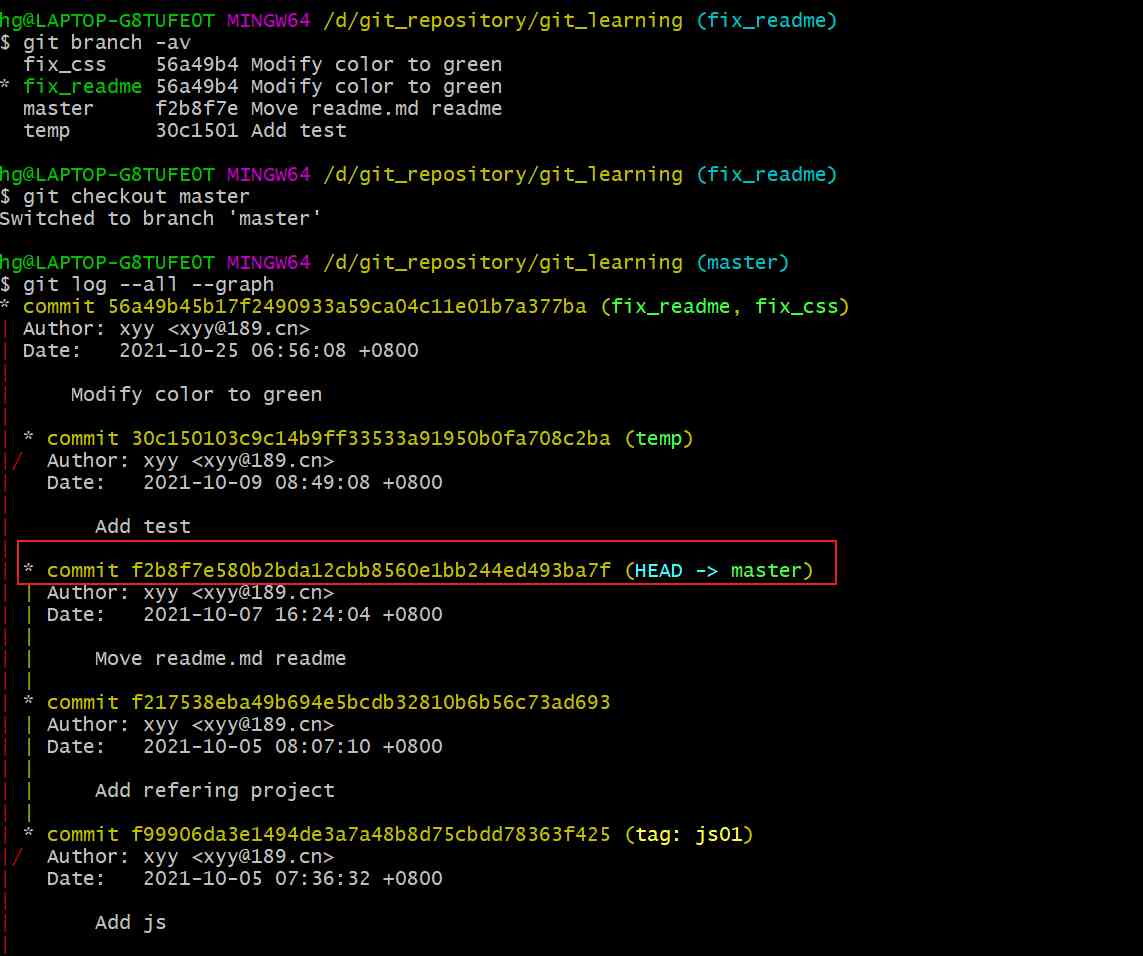 hg@LAPTOP-G8TUFE0T MINGW64 /d/git_repository/git_learning (fix_readme)
$ git branch -av
  fix_css    56a49b4 Modify color to green
* fix_readme 56a49b4 Modify color to green
  master     f2b8f7e Move readme.md readme
  temp       30c1501 Add test

hg@LAPTOP-G8TUFE0T MINGW64 /d/git_repository/git_learning (fix_readme)
$ git checkout master
Switched to branch 'master'

hg@LAPTOP-G8TUFE0T MINGW64 /d/git_repository/git_learning (master)
$ git log --all --graph
* commit 56a49b45b17f2490933a59ca04c11e01b7a377ba (fix_readme, fix_css)
| Author: xyy <xyy@189.cn>
| Date:   2021-10-25 06:56:08 +0800
|
|     Modify color to green
|
| * commit 30c150103c9c14b9ff33533a91950b0fa708c2ba (temp)
|/  Author: xyy <xyy@189.cn>
|   Date:   2021-10-09 08:49:08 +0800
|
|       Add test
|
| * commit f2b8f7e580b2bda12cbb8560e1bb244ed493ba7f (HEAD -> master)
| | Author: xyy <xyy@189.cn>
| | Date:   2021-10-07 16:24:04 +0800
| |
| |     Move readme.md readme
| |
| * commit f217538eba49b694e5bcdb32810b6b56c73ad693
| | Author: xyy <xyy@189.cn>
| | Date:   2021-10-05 08:07:10 +0800
| |
| |     Add refering project
| |
| * commit f99906da3e1494de3a7a48b8d75cbdd78363f425 (tag: js01)
|/  Author: xyy <xyy@189.cn>
|   Date:   2021-10-05 07:36:32 +0800
|
|       Add js
|